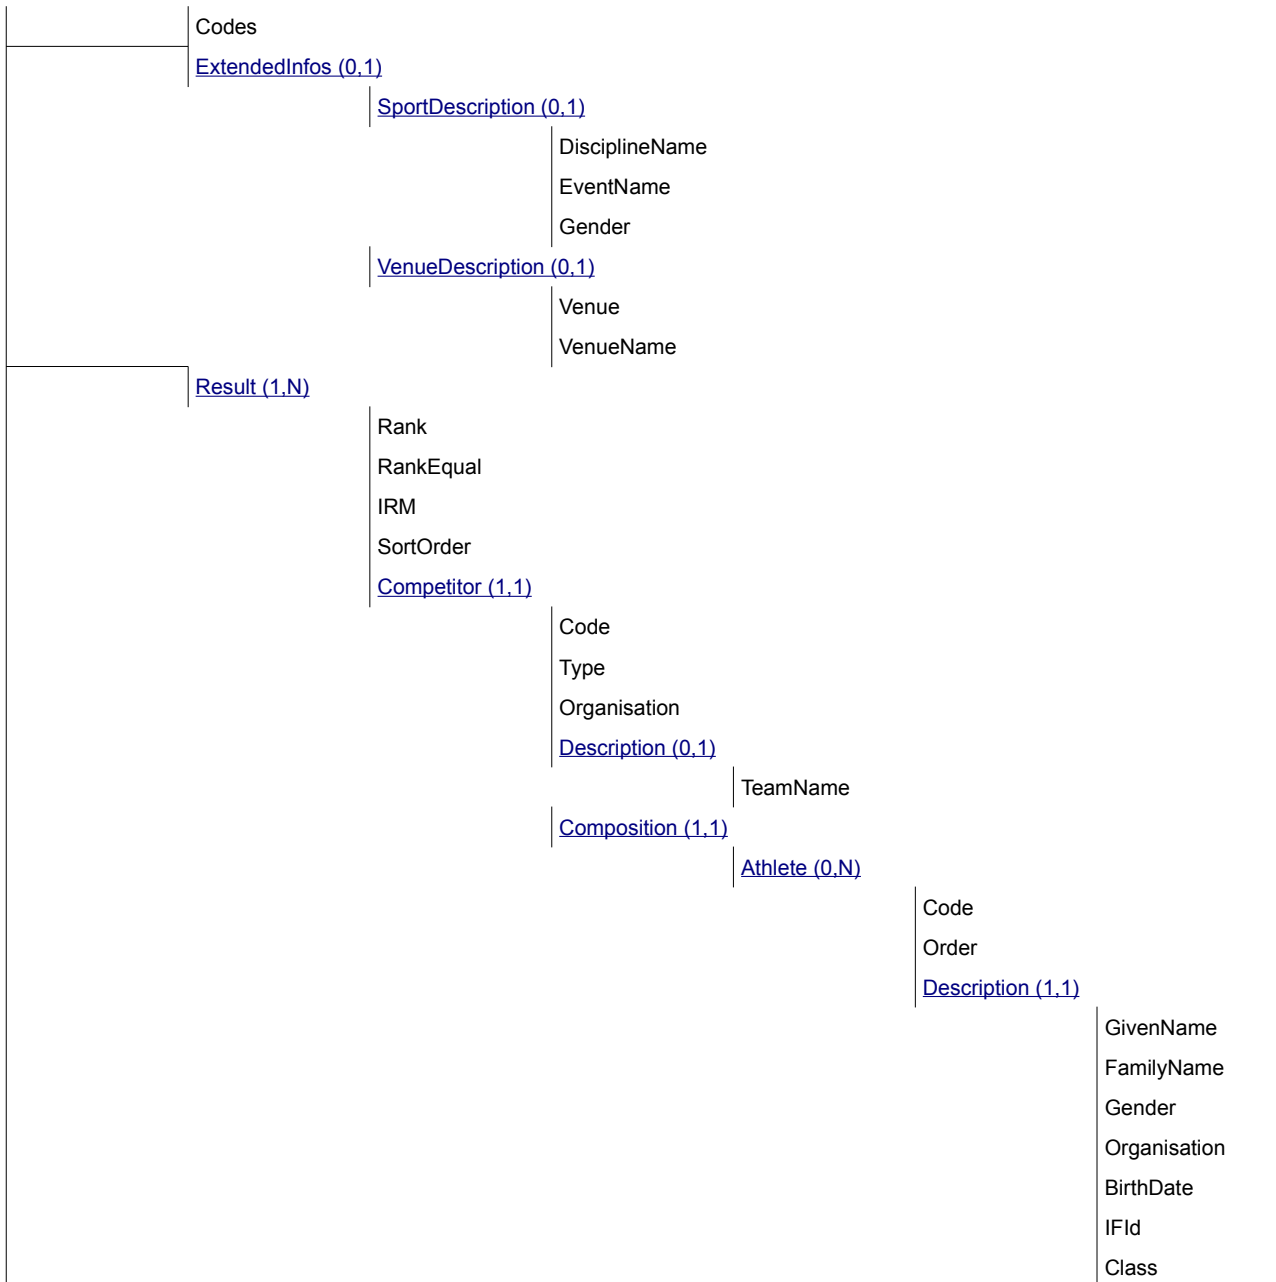 Codes
ExtendedInfos (0,1)
SportDescription (0,1)
DisciplineName
EventName
Gender
VenueDescription (0,1)
Venue
VenueName
Result (1,N)
Rank
RankEqual
IRM
SortOrder
Competitor (1,1)
Code
Type
Organisation
Description (0,1)
TeamName
Composition (1,1)
Athlete (0,N)
Code
Order
Description (1,1)
GivenName
FamilyName
Gender
Organisation
BirthDate
IFId
Class